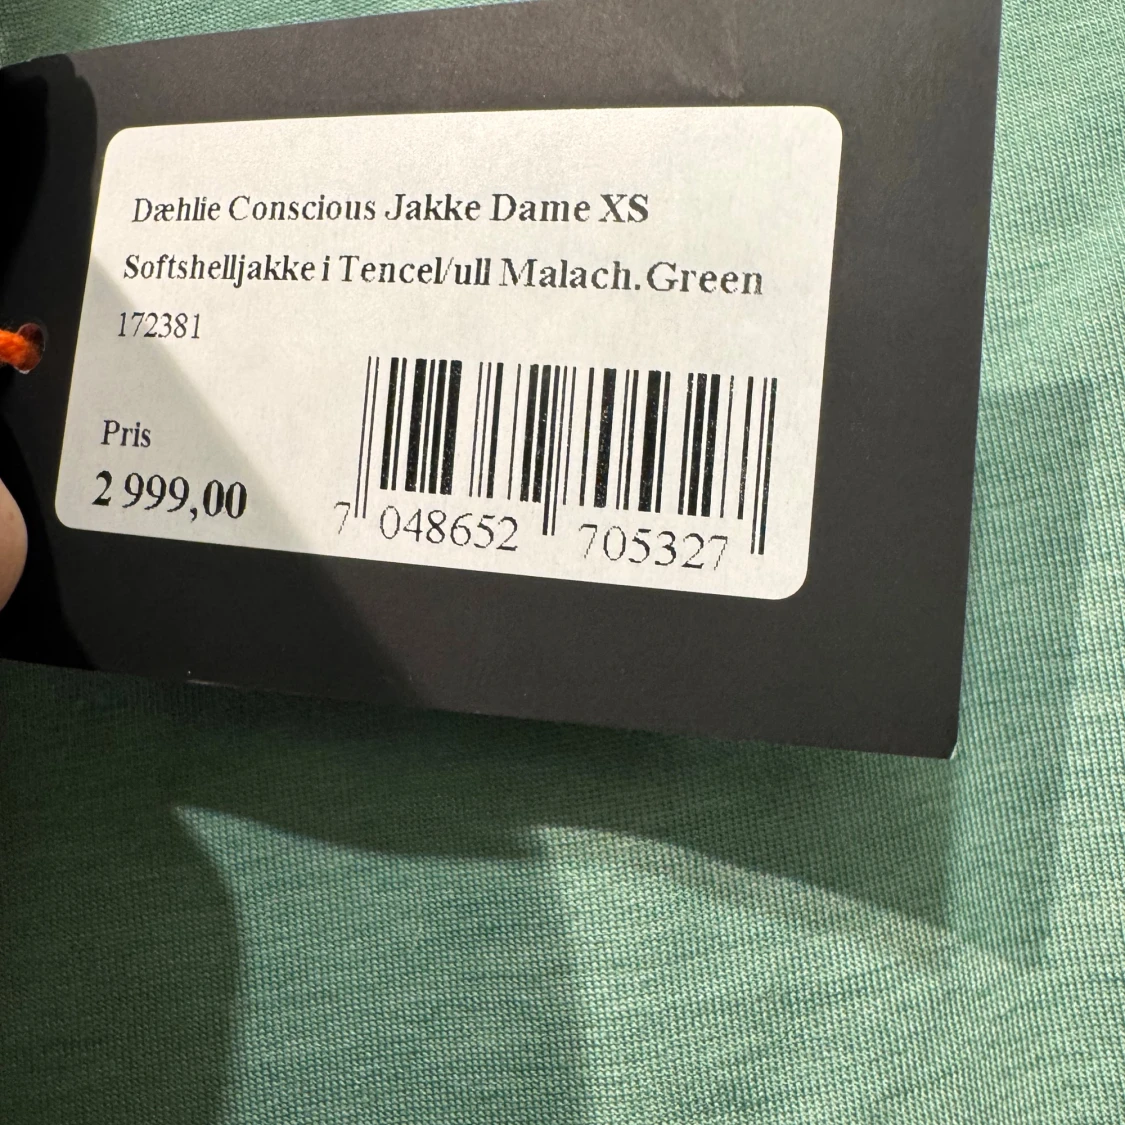 Dæhlie Conscious Jakke Dame XS
Softshelljakke i Tencel/ull Malach.Green
172381
Pris
2 999,00
7 048652 705327